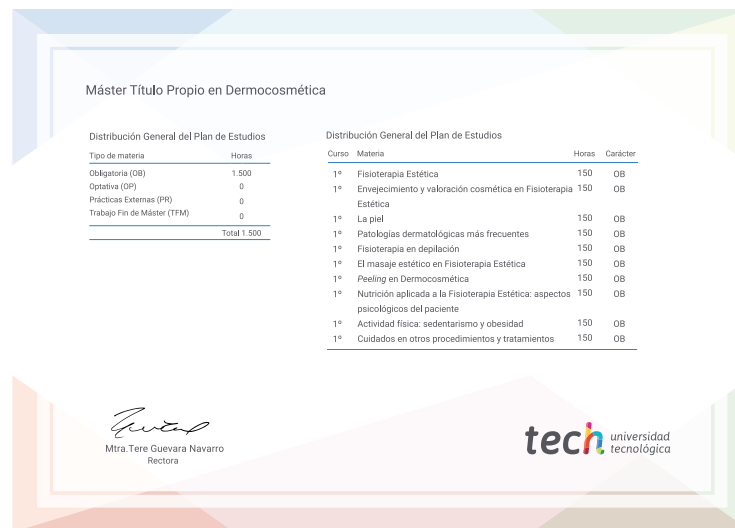 Máster Título Propio en Dermocosmética
Distribución General del Plan de Estudios
Tipo de materia Horas
Obligatoria (OB) 1.500
Optativa (OP) 0
Prácticas Externas (PR) 0
Trabajo Fin de Máster (TFM) 0
Total 1.500
Distribución General del Plan de Estudios
Curso Materia Horas Carácter
1º Fisioterapia Estética 150 OB
1º Envejecimiento y valoración cosmética en Fisioterapia 150 OB
Estética
1º La piel 150 OB
1º Patologías dermatológicas más frecuentes 150 OB
1º Fisioterapia en depilación 150 OB
1º El masaje estético en Fisioterapia Estética 150 OB
1º Peeling en Dermocosmética 150 OB
1º Nutrición aplicada a la Fisioterapia Estética: aspectos 150 OB
psicológicos del paciente
1º Actividad física: sedentarismo y obesidad 150 OB
1º Cuidados en otros procedimientos y tratamientos 150 OB
Mtra.Tere Guevara Navarro
Rectora
tech universidad
tecnológica